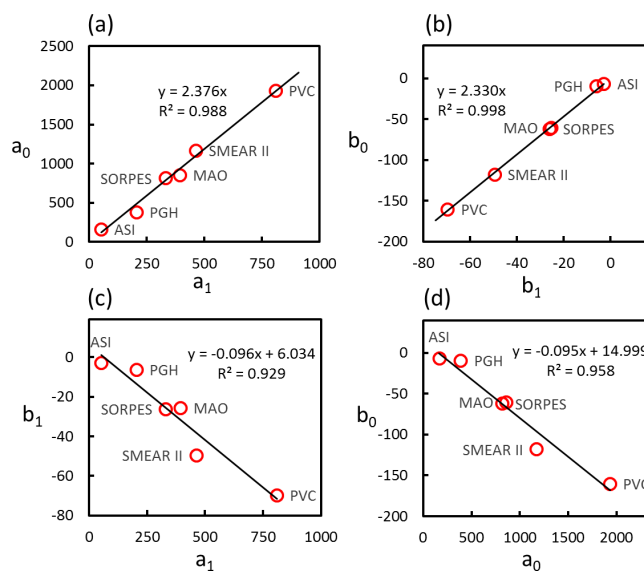 (a)
2500
2000
1500
1000
500
0
a0
y = 2.376x
R² = 0.988
PVC
SMEAR II
SORPES
MAO
PGH
ASI
0 250 500 750 1000
a1
(b)
0
-50
-100
-150
-200
b0
y = 2.330x
R² = 0.998
PGH
ASI
MAO
SORPES
SMEAR II
PVC
-80 -60 -40 -20 0
b1
(c)
0
-20
-40
-60
-80
b1
ASI
y = -0.096x + 6.034
R² = 0.929
PGH
SORPES
MAO
SMEAR II
PVC
0 250 500 750 1000
a1
(d)
0
-50
-100
-150
-200
b0
ASI
y = -0.095x + 14.999
R² = 0.958
PGH
MAO
SORPES
SMEAR II
PVC
0 500 1000 1500 2000
a0